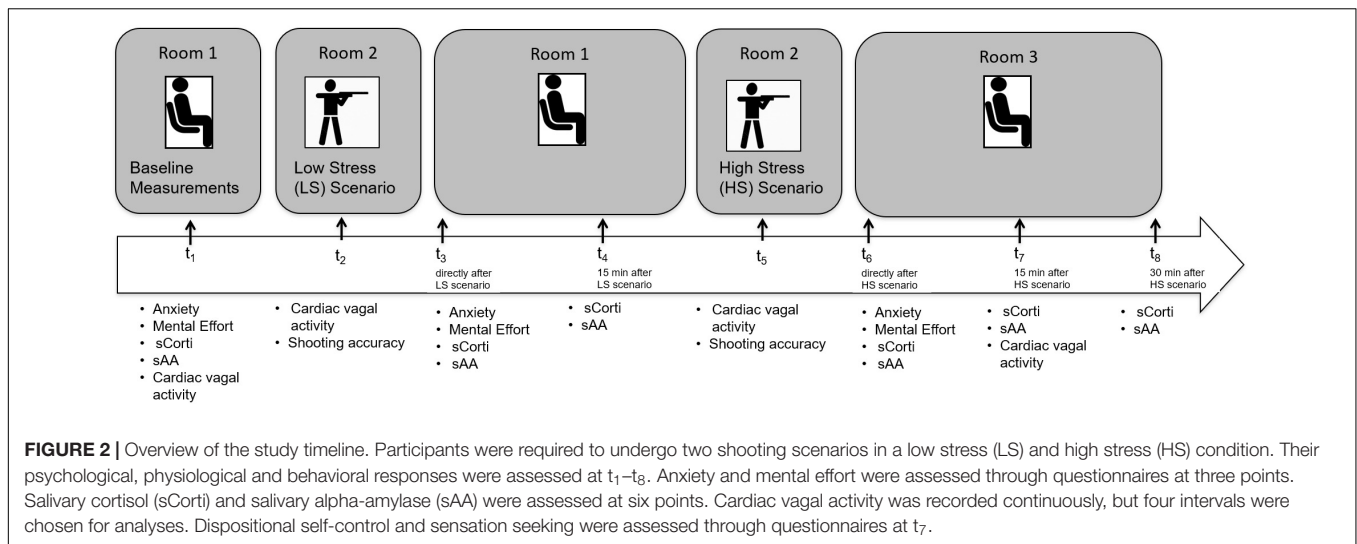 Room 1
Room 2
Room 1
Room 2
Room 3
Baseline
Measurements
Low Stress
(LS) Scenario
High Stress
(HS) Scenario
t1
t2
t3
t4
t5
t6
t7
t8
directly after
LS scenario
15 min after
LS scenario
directly after
HS scenario
15 min after
HS scenario
30 min after
HS scenario
• Anxiety
• Mental Effort
• sCorti
• sAA
• Cardiac vagal
activity
• Cardiac vagal
activity
• Shooting accuracy
• Anxiety
• Mental Effort
• sCorti
• sAA
• sCorti
• sAA
• Cardiac vagal
activity
• Shooting accuracy
• Anxiety
• Mental Effort
• sCorti
• sAA
• sCorti
• sAA
• Cardiac vagal
activity
• sCorti
• sAA
FIGURE 2 | Overview of the study timeline. Participants were required to undergo two shooting scenarios in a low stress (LS) and high stress (HS) condition. Their
psychological, physiological and behavioral responses were assessed at t1–t8. Anxiety and mental effort were assessed through questionnaires at three points.
Salivary cortisol (sCorti) and salivary alpha-amylase (sAA) were assessed at six points. Cardiac vagal activity was recorded continuously, but four intervals were
chosen for analyses. Dispositional self-control and sensation seeking were assessed through questionnaires at t7.